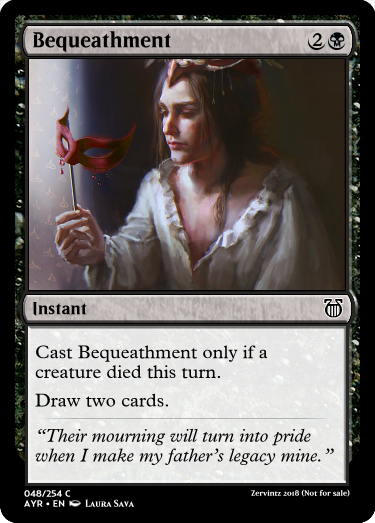 Bequeathment 2
Instant
Cast Bequeathment only if a
creature died this turn.
Draw two cards.
“Their mourning will turn into pride
when I make my father’s legacy mine.”
048/254 C
Zervintz 2018 (Not for sale)
AYR • EN Laura Sava